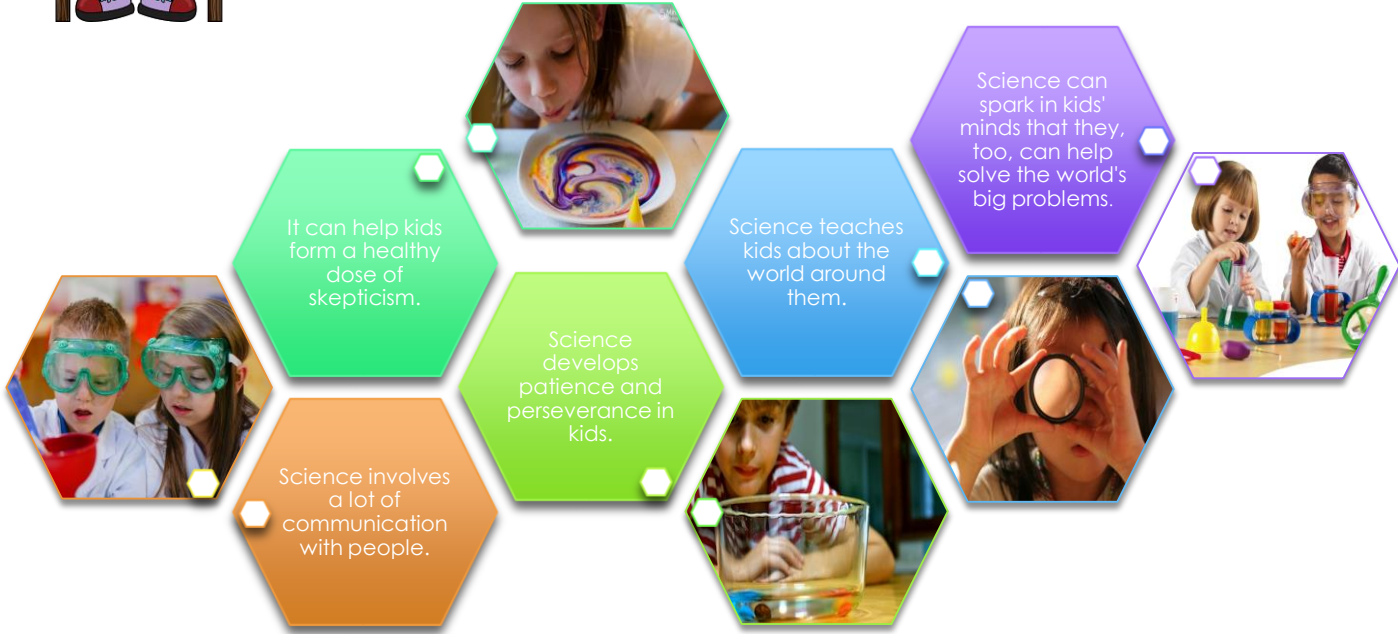 Science involves
a lot of
communication
with people.
It can help kids
form a healthy
dose of
skepticism.
Science
develops
patience and
perseverance in
kids.
Science teaches
kids about the
world around
them.
Science can
spark in kids'
minds that they,
too, can help
solve the world's
big problems.